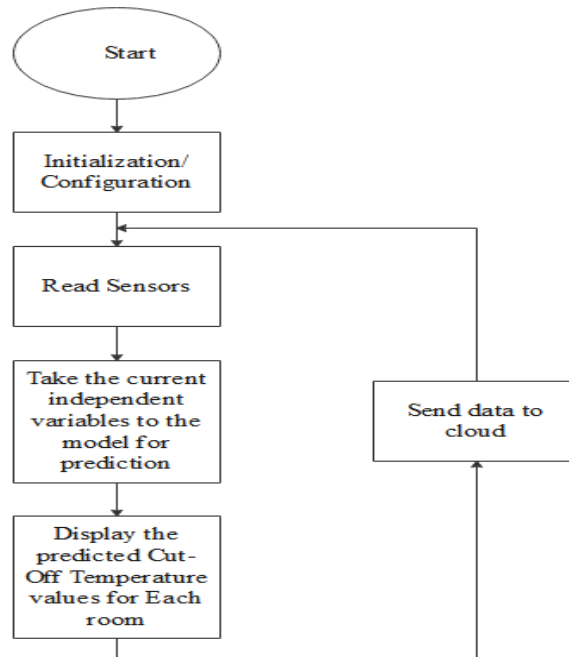 Start
Initialization/
Configuration
Read Sensors
Take the current
independent
variables to the
model for
prediction
Display the
predicted Cut-
Off Temperature
values for Each
room
Send data to
cloud